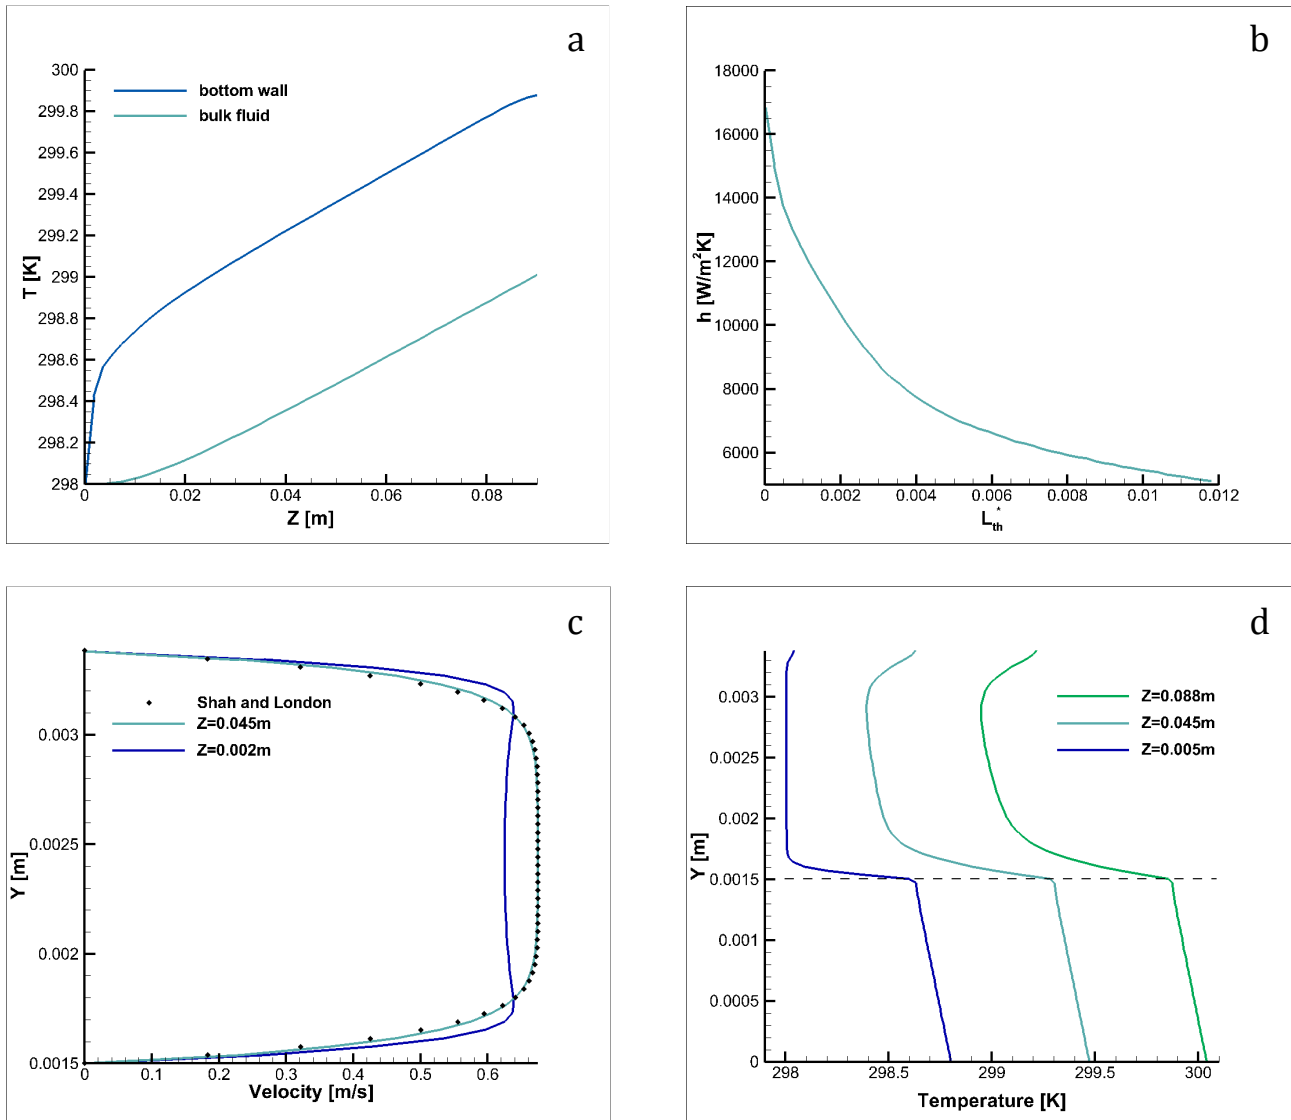 a
300
299.8
299.6
299.4
299.2
299
298.8
298.6
298.4
298.2
298
T [K]
bottom wall
bulk fluid
0
0.02
0.04
0.06
0.08
Z [m]
b
18000
16000
14000
12000
10000
8000
6000
h [W/m²K]
0
0.002
0.004
0.006
0.008
0.01
0.012
L*th
c
0.003
0.0025
0.002
0.0015
Y [m]
Shah and London
Z=0.045m
Z=0.002m
0
0.1
0.2
0.3
0.4
0.5
0.6
Velocity [m/s]
d
0.003
0.0025
0.002
0.0015
0.001
0.0005
0
Y [m]
Z=0.088m
Z=0.045m
Z=0.005m
298
298.5
299
299.5
300
Temperature [K]